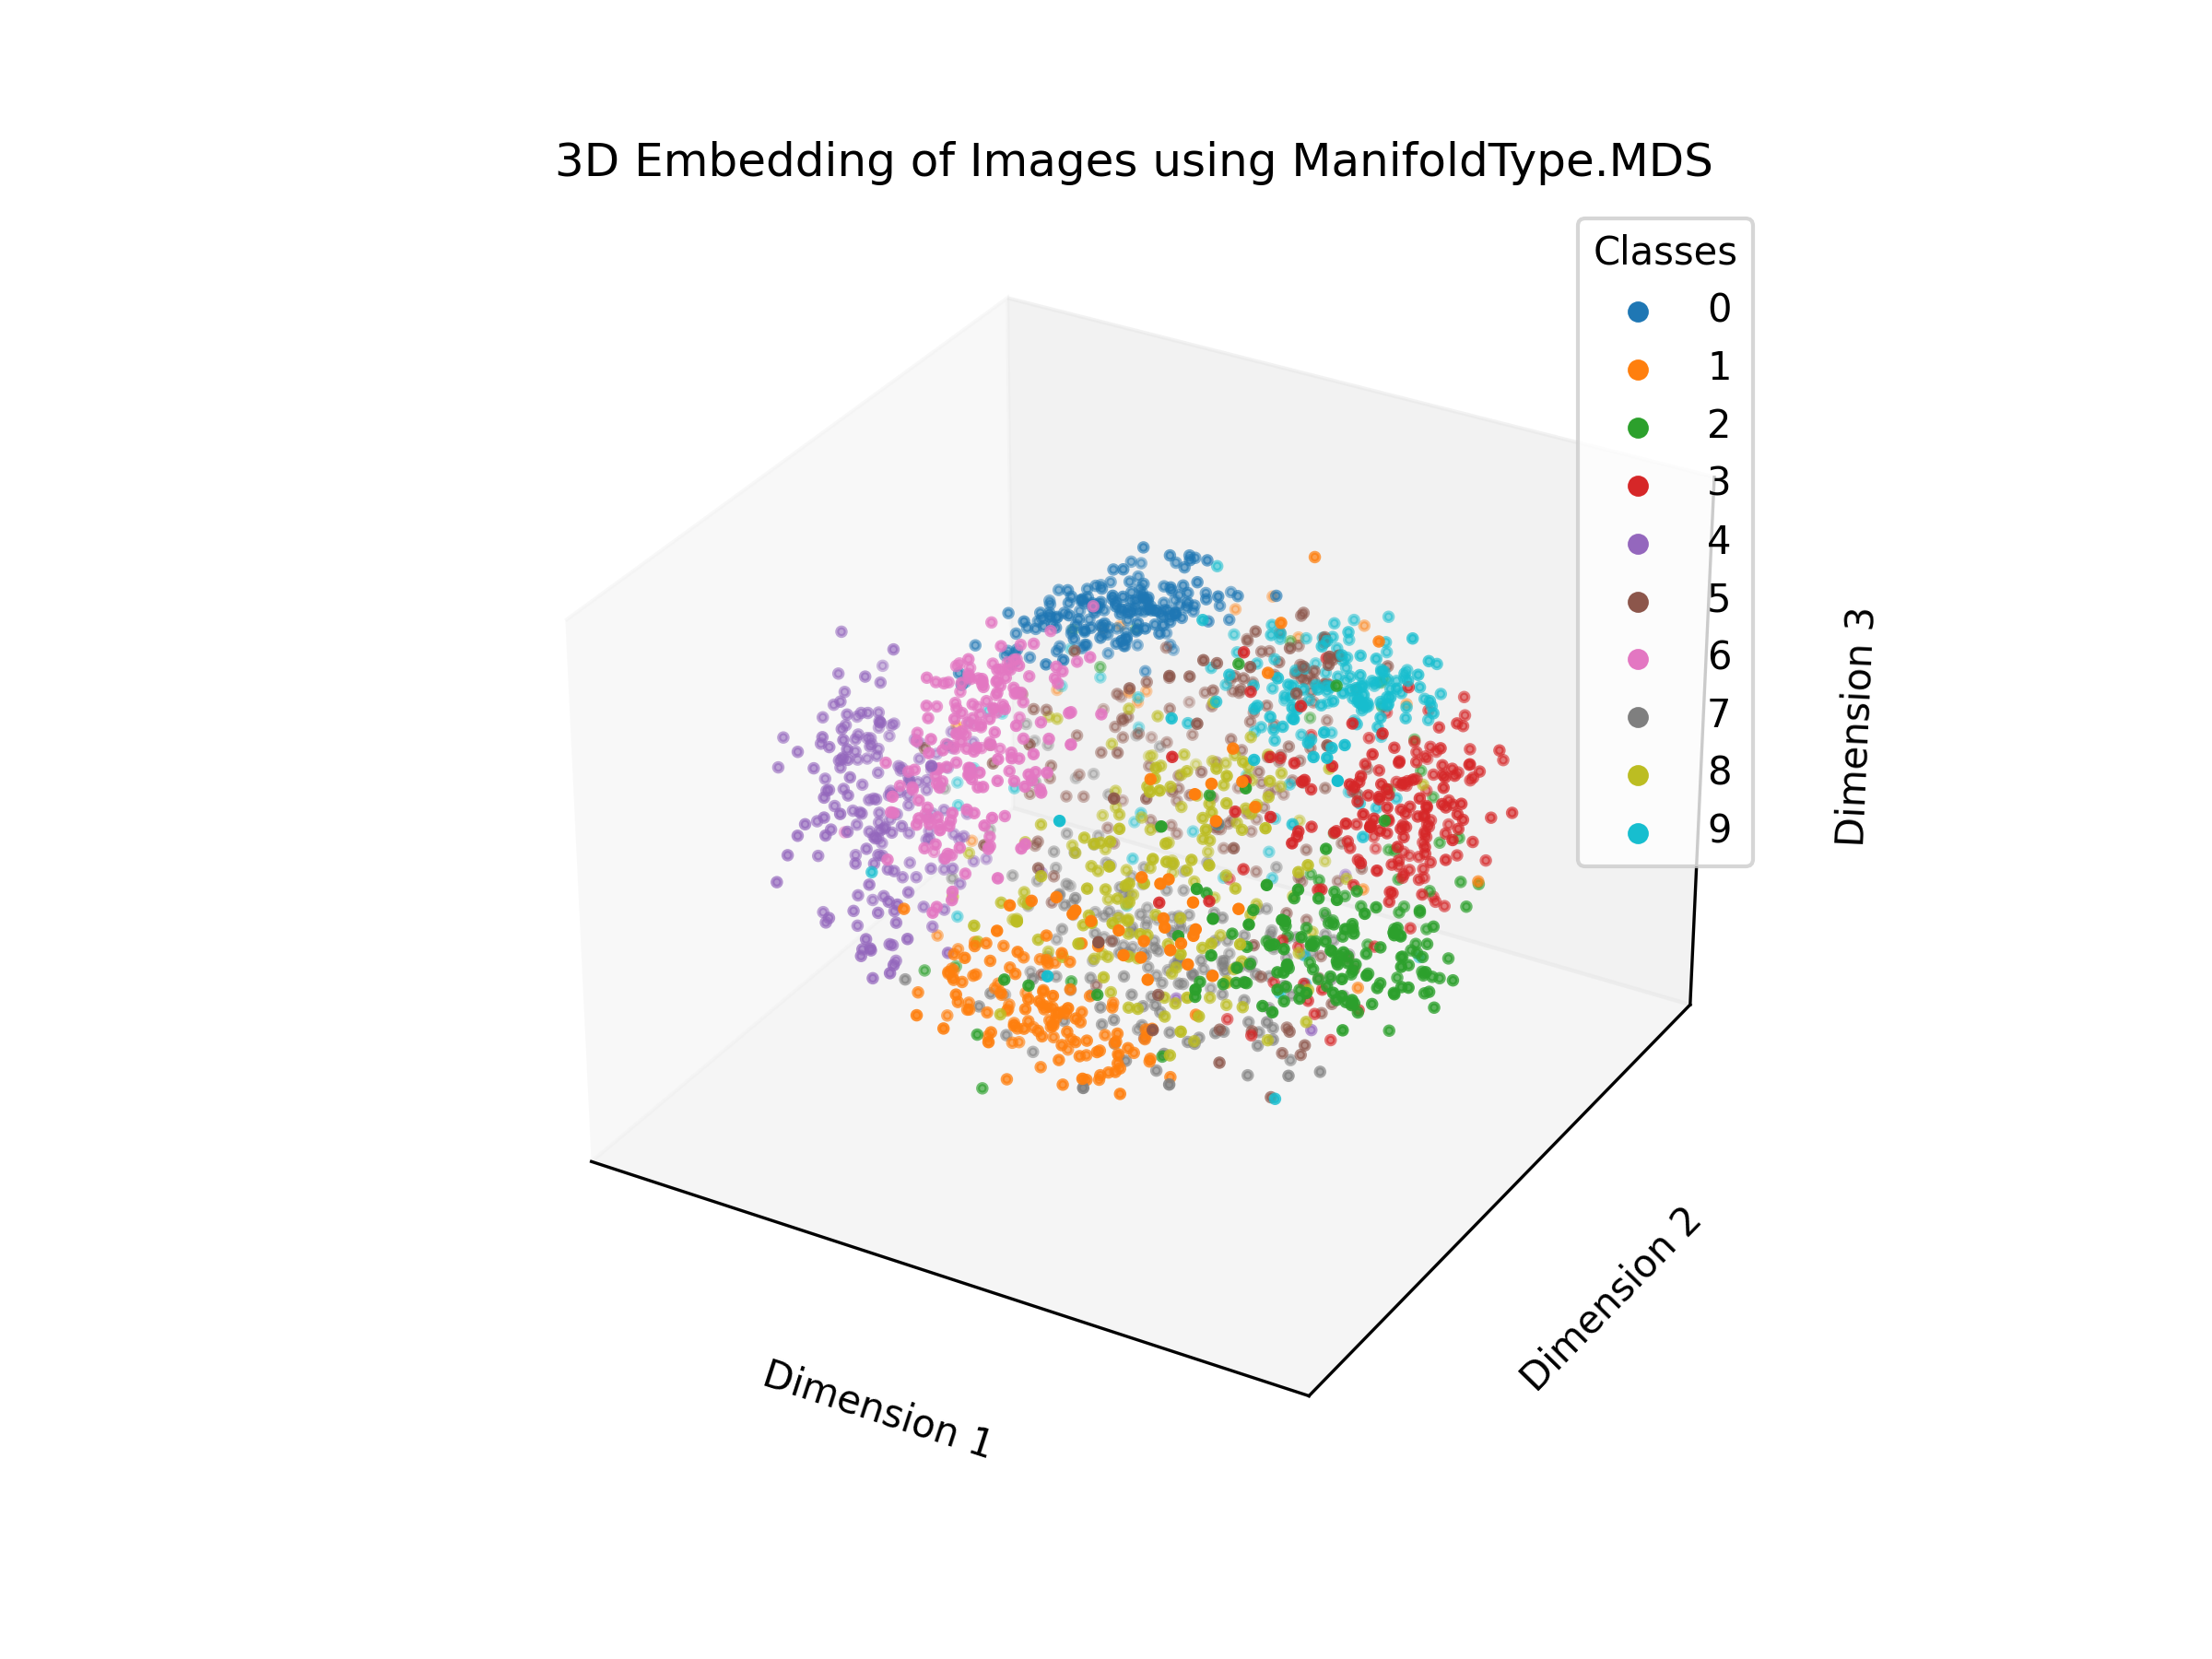 3D Embedding of Images using ManifoldType.MDS
Classes
0
1
2
3
4
5
6
7
8
9
Dimension 3
Dimension 2
Dimension 1